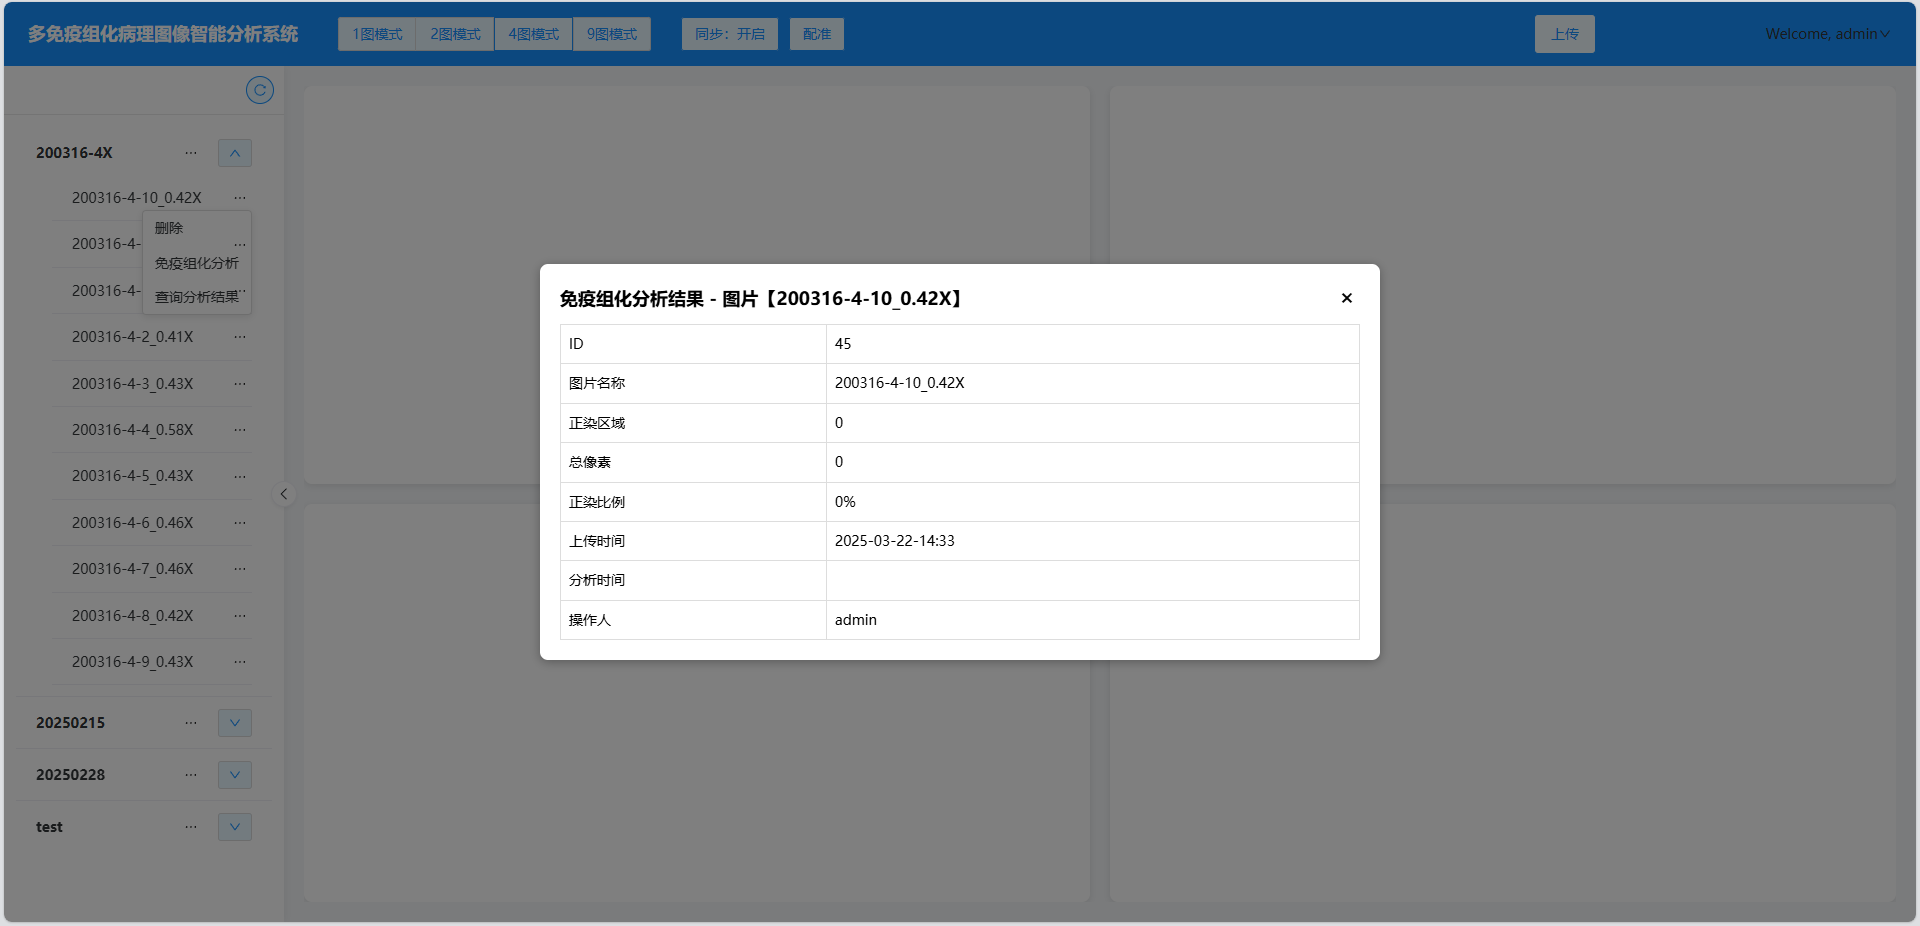 多免疫组化病理图像智能分析系统
1图模式 2图模式 4图模式 9图模式
同步：开启
配准
上传
Welcome, admin
200316-4X ···
200316-4-10_0.42X ···
删除
200316-4- ···
免疫组化分析
200316-4-
查询分析结果
200316-4-2_0.41X ···
200316-4-3_0.43X ···
200316-4-4_0.58X ···
200316-4-5_0.43X ···
200316-4-6_0.46X ···
200316-4-7_0.46X ···
200316-4-8_0.42X ···
200316-4-9_0.43X ···
20250215 ···
20250228 ···
test ···
免疫组化分析结果 - 图片【200316-4-10_0.42X】 ×
ID 45
图片名称 200316-4-10_0.42X
正染区域 0
总像素 0
正染比例 0%
上传时间 2025-03-22-14:33
分析时间
操作人 admin